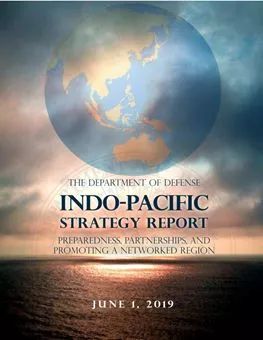 THE DEPARTMENT OF DEFENSE
INDO-PACIFIC
STRATEGY REPORT
PREPAREDNESS, PARTNERSHIPS, AND
PROMOTING A NETWORKED REGION
JUNE 1, 2019